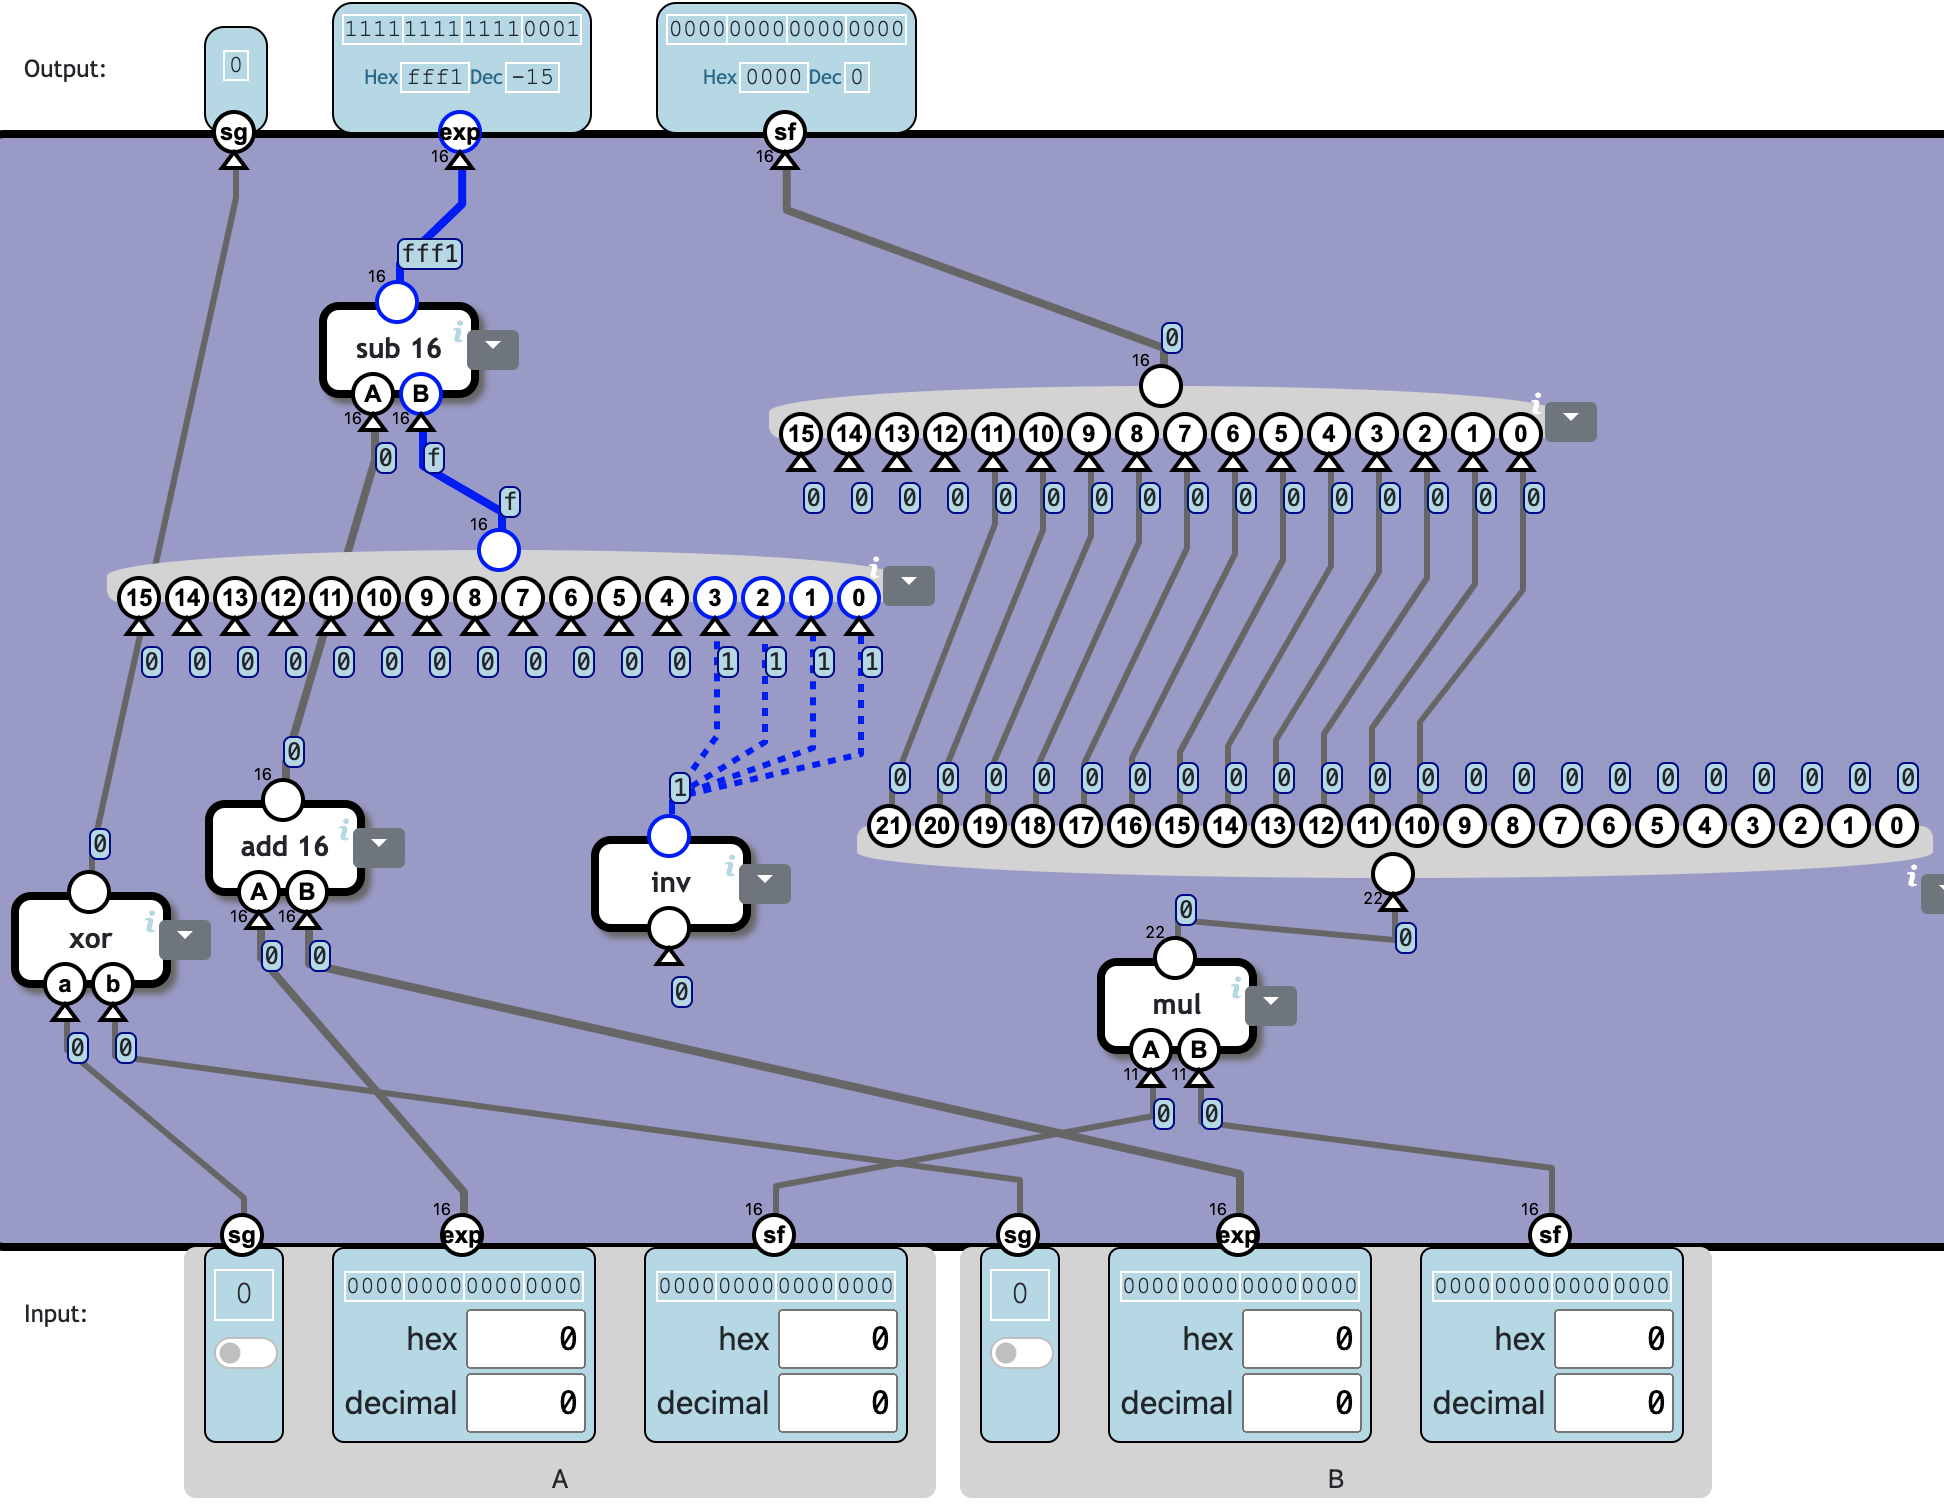 1111 1111 1111 0001
0000 0000 0000 0000
Output:
0
Hex fff1 Dec -15
Hex 0000 Dec 0
sg
exp
sf
16
16
fff1
16
i
sub 16
0
16
A
B
16
16
i
15 14 13 12 11 10 9 8 7 6 5 4 3 2 1 0
0
f
0 0 0 0 0 0 0 0 0 0 0 0 0 0 0 0
f
16
i
15 14 13 12 11 10 9 8 7 6 5 4 3 2 1 0
0 0 0 0 0 0 0 0 0 0 0 0 1 1 1 1
0
16
1
0 0 0 0 0 0 0 0 0 0 0 0 0 0 0 0 0 0 0 0 0 0
21 20 19 18 17 16 15 14 13 12 11 10 9 8 7 6 5 4 3 2 1 0
0
i
add 16
i
inv
A
B
16
16
i
22
0
0
22
i
xor
0
0
0
a
b
i
mul
A
B
11
11
0
0
0
0
16
16
16
16
sg
exp
sf
sg
exp
sf
0
0000 0000 0000 0000
0000 0000 0000 0000
0
0000 0000 0000 0000
0000 0000 0000 0000
Input:
hex 0
hex 0
hex 0
hex 0
decimal 0
decimal 0
decimal 0
decimal 0
A
B